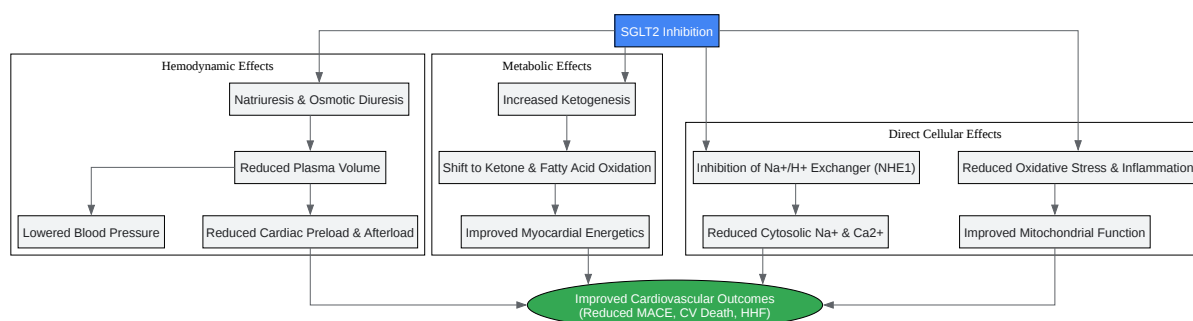 SGLT2 Inhibition
Hemodynamic Effects
Natriuresis & Osmotic Diuresis
Reduced Plasma Volume
Lowered Blood Pressure
Reduced Cardiac Preload & Afterload
Metabolic Effects
Increased Ketogenesis
Shift to Ketone & Fatty Acid Oxidation
Improved Myocardial Energetics
Direct Cellular Effects
Inhibition of Na+/H+ Exchanger (NHE1)
Reduced Oxidative Stress & Inflammation
Reduced Cytosolic Na+ & Ca2+
Improved Mitochondrial Function
Improved Cardiovascular Outcomes
(Reduced MACE, CV Death, HHF)